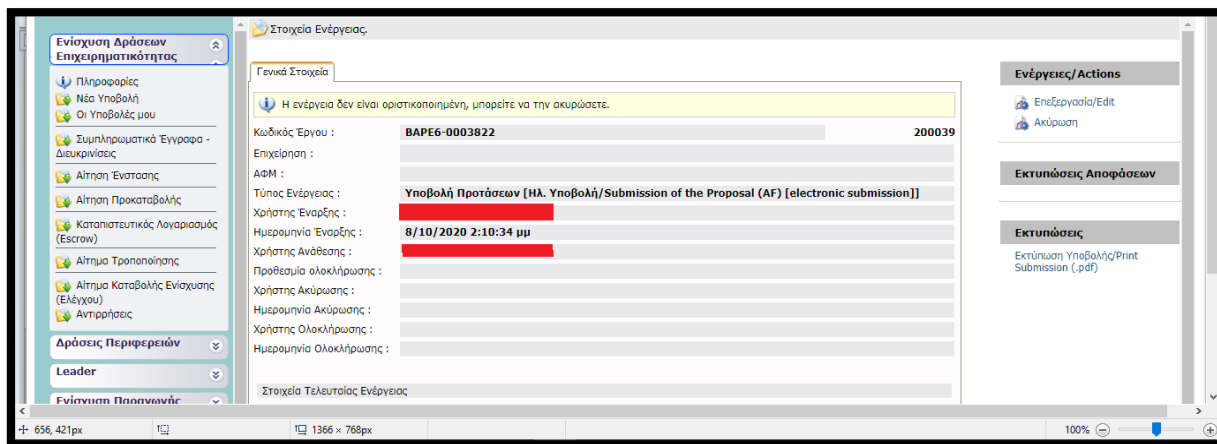 Ενίσχυση Δράσεων
Επιχειρηματικότητας
Πληροφορίες
Νέα Υποβολή
Οι Υποβολές μου
Συμπληρωματικά Έγγραφα -
Διευκρινίσεις
Αίτηση Ένστασης
Αίτηση Προκαταβολής
Καταπιστευτικός Λογαριασμός
(Escrow)
Αίτημα Τροποποίησης
Αίτημα Καταβολής Ενίσχυσης
(Ελέγχου)
Αντιρρήσεις
Δράσεις Περιφερειών
Leader
Ενίσχυση Παραγωγής
Στοιχεία Ενέργειας.
Γενικά Στοιχεία
Η ενέργεια δεν είναι οριστικοποιημένη, μπορείτε να την ακυρώσετε.
Κωδικός Έργου : ΒΑΡΕ6-0003822 200039
Επιχείρηση :
ΑΦΜ :
Τύπος Ενέργειας : Υποβολή Προτάσεων [Ηλ. Υποβολή/Submission of the Proposal (AF) [electronic submission]]
Χρήστης Έναρξης :
Ημερομηνία Έναρξης : 8/10/2020 2:10:34 μμ
Χρήστης Ανάθεσης :
Προθεσμία ολοκλήρωσης :
Χρήστης Ακύρωσης :
Ημερομηνία Ακύρωσης :
Χρήστης Ολοκλήρωσης :
Ημερομηνία Ολοκλήρωσης :
Στοιχεία Τελευταίας Ενέργειας
Ενέργειες/Actions
Επεξεργασία/Edit
Ακύρωση
Εκτυπώσεις Αποφάσεων
Εκτυπώσεις
Εκτύπωση Υποβολής/Print
Submission (.pdf)
656, 421px
1366 × 768px
100%